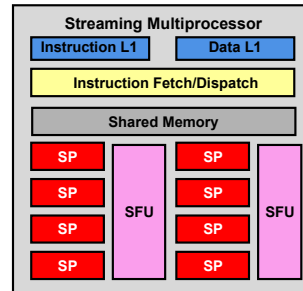 Streaming Multiprocessor
Instruction L1 Data L1
Instruction Fetch/Dispatch
Shared Memory
SP SP
SP SP
SFU SFU
SP SP
SP SP